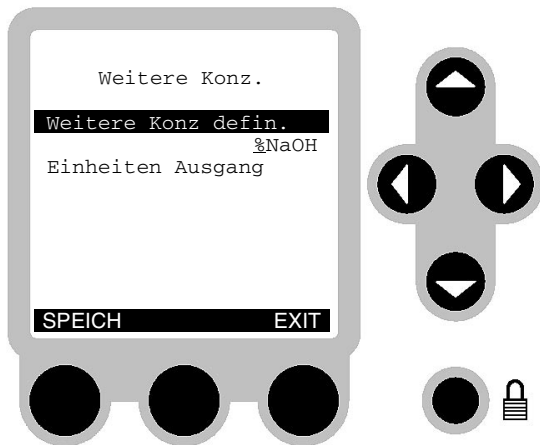 Weitere Konz.
Weitere Konz defin.
%NaOH
Einheiten Ausgang
SPEICH EXIT